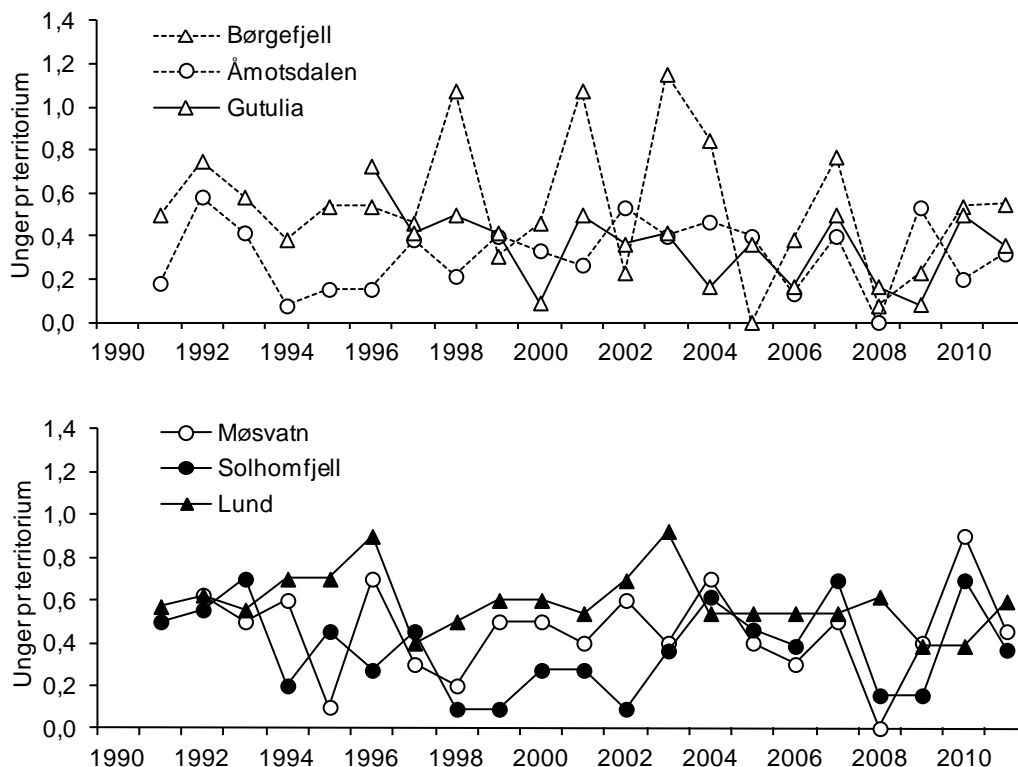 1,4
1,2
1,0
0,8
0,6
0,4
0,2
0,0
Unger pr territorium
Børgefjell
Åmotsdalen
Gutulia
1990 1992 1994 1996 1998 2000 2002 2004 2006 2008 2010
1,4
1,2
1,0
0,8
0,6
0,4
0,2
0,0
Unger pr territorium
Møsvatn
Solhomfjell
Lund
1990 1992 1994 1996 1998 2000 2002 2004 2006 2008 2010